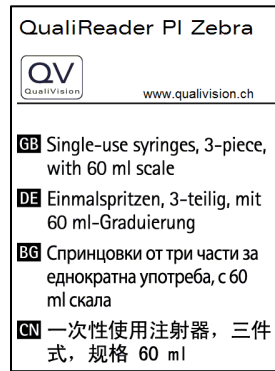 QualiReader PI Zebra
QV
QualiVision
www.qualivision.ch
GB Single-use syringes, 3-piece,
with 60 ml scale
DE Einmalspritzen, 3-teilig, mit
60 ml-Graduierung
BG Спринцовки от три части за
еднократна употреба, с 60
ml скала
CN 一次性使用注射器，三件
式，规格 60 ml